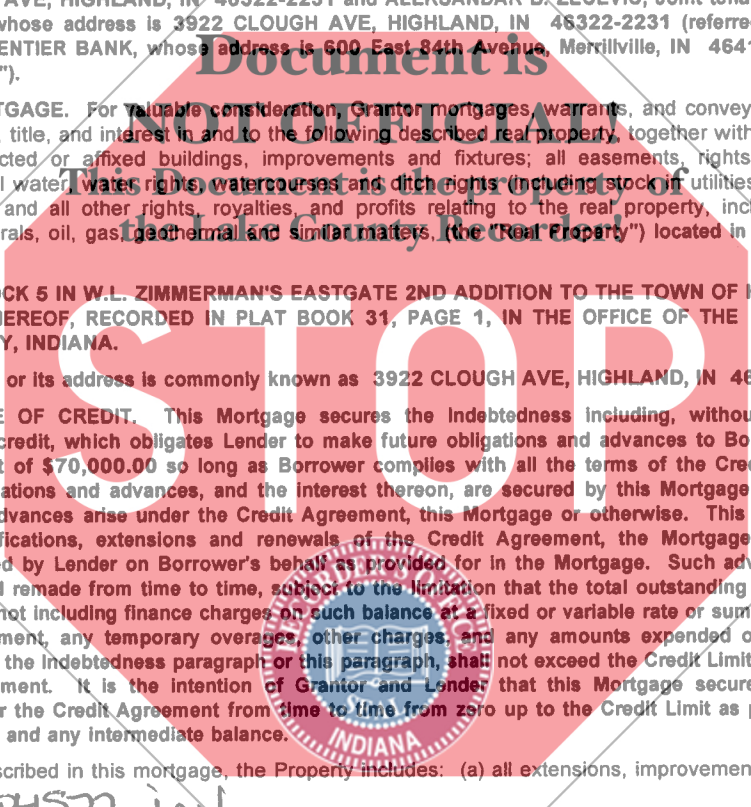 AVE, HIGHLAND, IN 46322-2231 and ALEKSANDAR D. ZECEVIC, joint
whose address is 3922 CLOUGH AVE, HIGHLAND, IN 46322-2231 (referre
ENTIER BANK, whose address is 600 East 84th Avenue, Merrillville, IN 464
").
Document is
NOT OFFICIAL!
This Document is the property of
the Lake County Recorder!
TGAGE. For valuable consideration, Grantor mortgages, warrants, and convey
, title, and interest in and to the following described real property, together with
cted or affixed buildings, improvements and fixtures; all easements, rights
l water, water rights, watercourses and ditch rights (including stock in utilities
and all other rights, royalties, and profits relating to the real property, inc
rals, oil, gas, geothermal and similar matters, (the "Real Property") located in
STOP
CK 5 IN W.L. ZIMMERMAN'S EASTGATE 2ND ADDITION TO THE TOWN OF
HEREOF, RECORDED IN PLAT BOOK 31, PAGE 1, IN THE OFFICE OF THE
Y, INDIANA.
or its address is commonly known as 3922 CLOUGH AVE, HIGHLAND, IN 46
E OF CREDIT. This Mortgage secures the Indebtedness including, withou
credit, which obligates Lender to make future obligations and advances to Bo
t of $70,000.00 so long as Borrower complies with all the terms of the Cre
ations and advances, and the interest thereon, are secured by this Mortgage
dvances arise under the Credit Agreement, this Mortgage or otherwise. This
ifications, extensions and renewals of the Credit Agreement, the Mortgage
ed by Lender on Borrower's behalf as provided for in the Mortgage. Such adv
l remade from time to time, subject to the limitation that the total outstanding
not including finance charges on such balance at a fixed or variable rate or sum
ment, any temporary overages, other charges, and any amounts expended o
the Indebtedness paragraph or this paragraph, shall not exceed the Credit Limit
ment. It is the intention of Grantor and Lender that this Mortgage secure
r the Credit Agreement from time to time from zero up to the Credit Limit as p
and any intermediate balance.
RECORDER'S OFFICE
INDIANA
scribed in this mortgage, the Property includes: (a) all extensions, improvemen